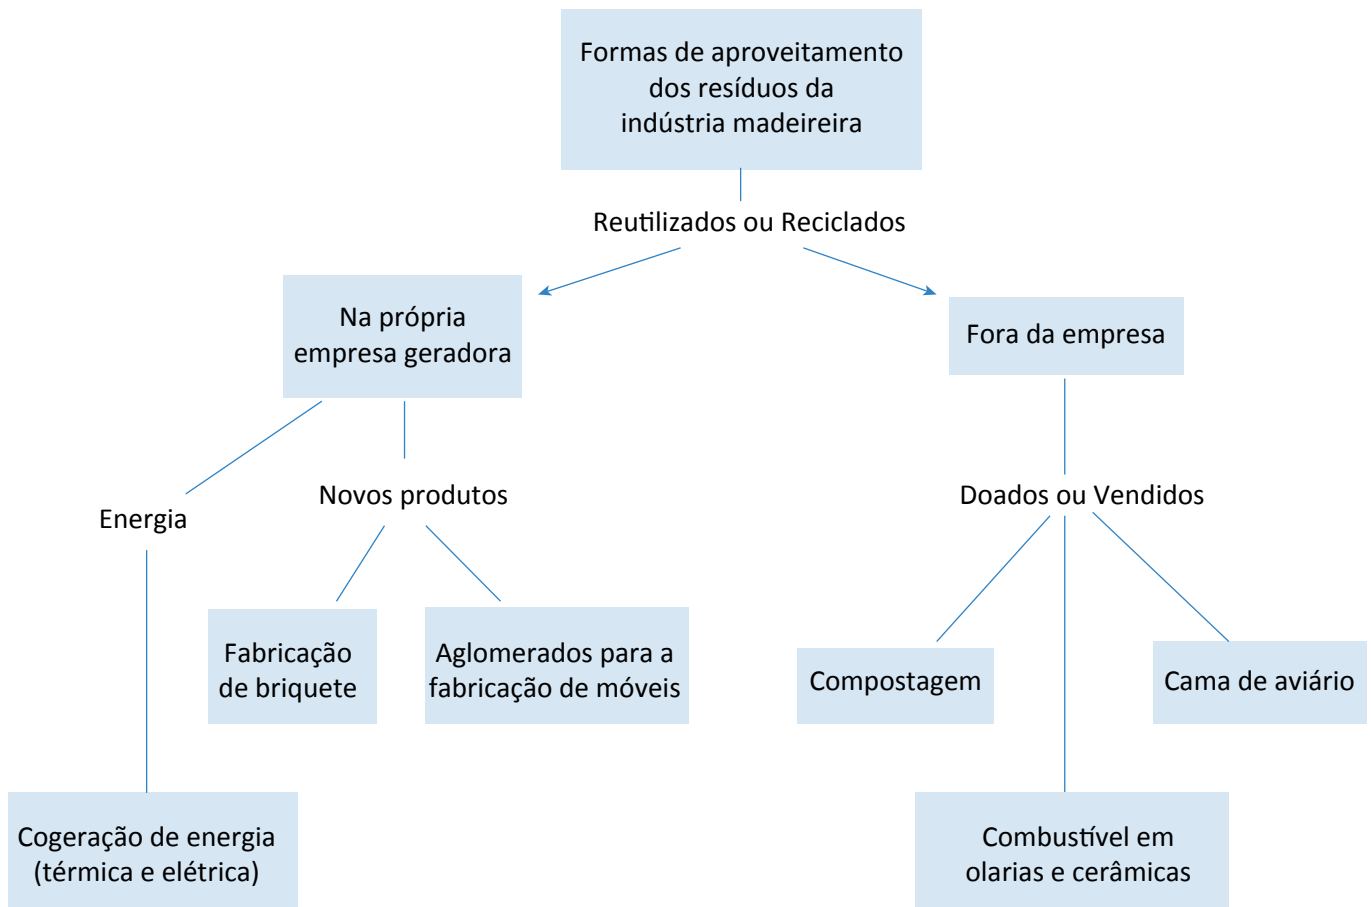 Formas de aproveitamento
dos resíduos da
indústria madeireira
Reutilizados ou Reciclados
Na própria
empresa geradora
Fora da empresa
Energia
Novos produtos
Doados ou Vendidos
Fabricação
de briquete
Aglomerados para a
fabricação de móveis
Compostagem
Cama de aviário
Cogeração de energia
(térmica e elétrica)
Combustível em
olarias e cerâmicas